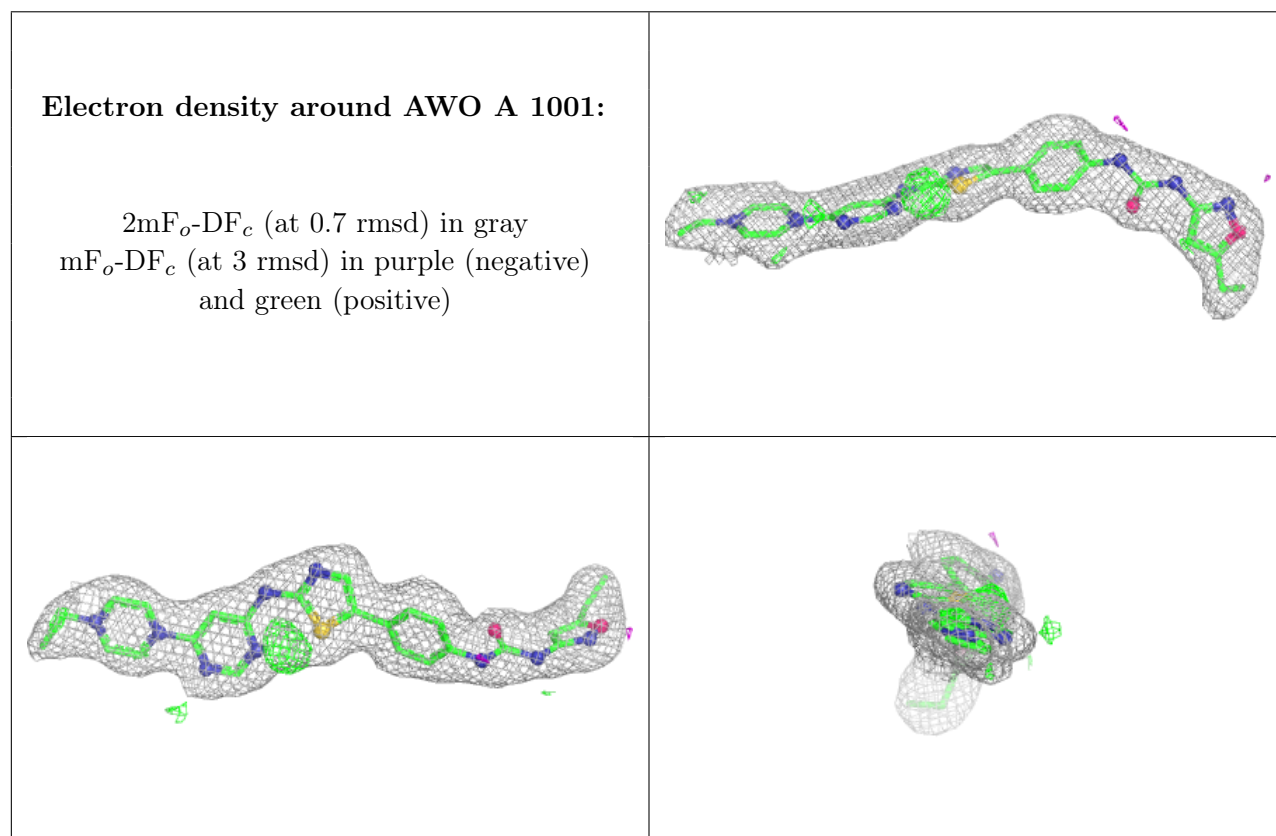 Electron density around AWO A 1001:
2mFo-DFc (at 0.7 rmsd) in gray
mFo-DFc (at 3 rmsd) in purple (negative)
and green (positive)